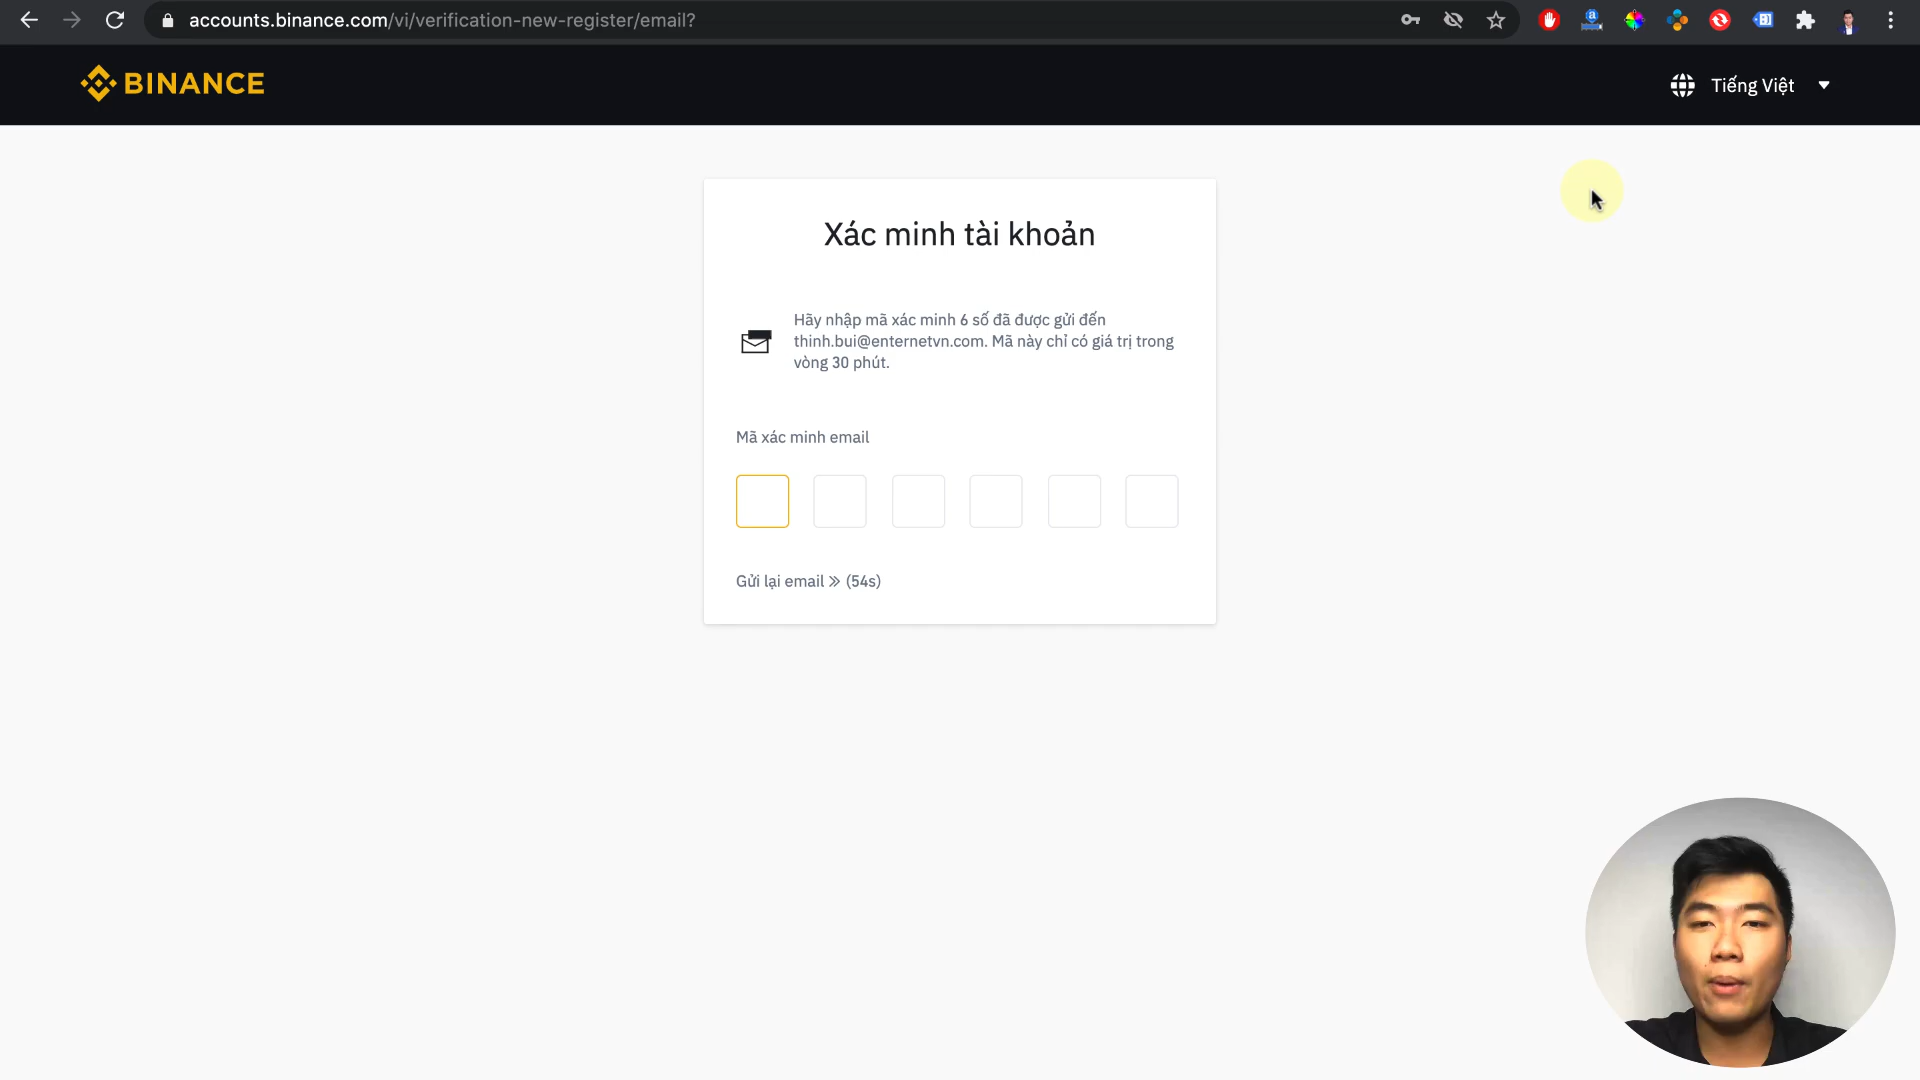 accounts.binance.com/vi/verification-new-register/email?
BINANCE
Tiếng Việt
Xác minh tài khoản
Hãy nhập mã xác minh 6 số đã được gửi đến
thinh.bui@enternetvn.com. Mã này chỉ có giá trị trong
vòng 30 phút.
Mã xác minh email
Gửi lại email » (54s)